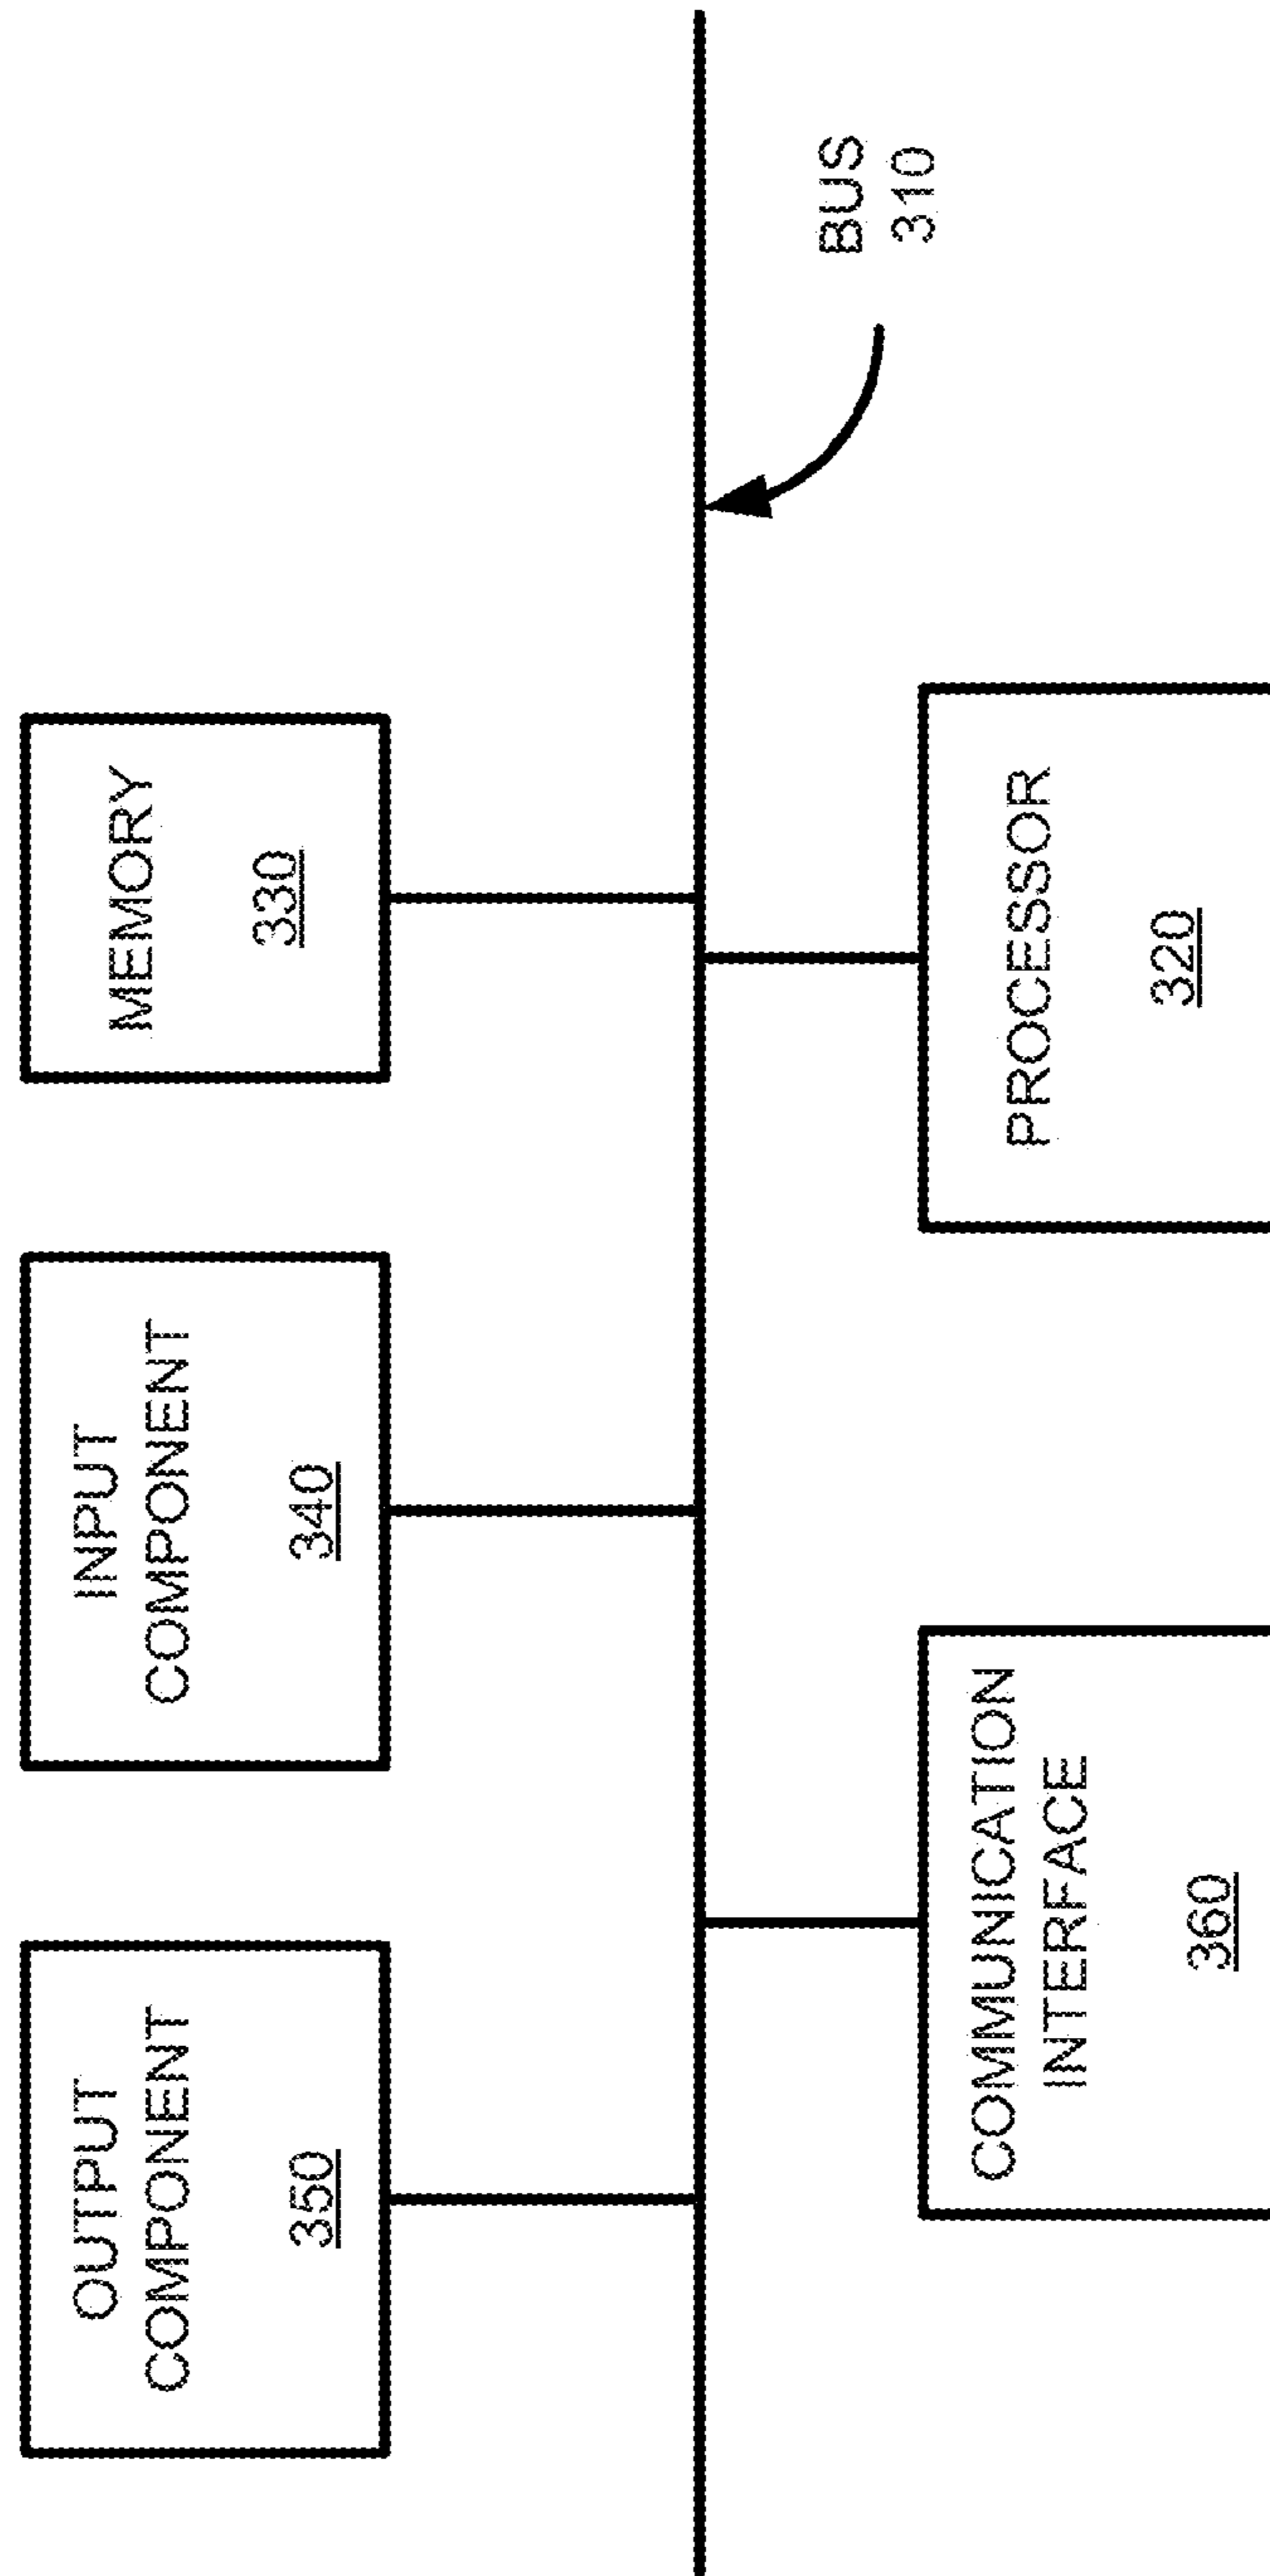 OUTPUT
COMPONENT
350
INPUT
COMPONENT
340
MEMORY
330
BUS
310
COMMUNICATION
INTERFACE
360
PROCESSOR
320